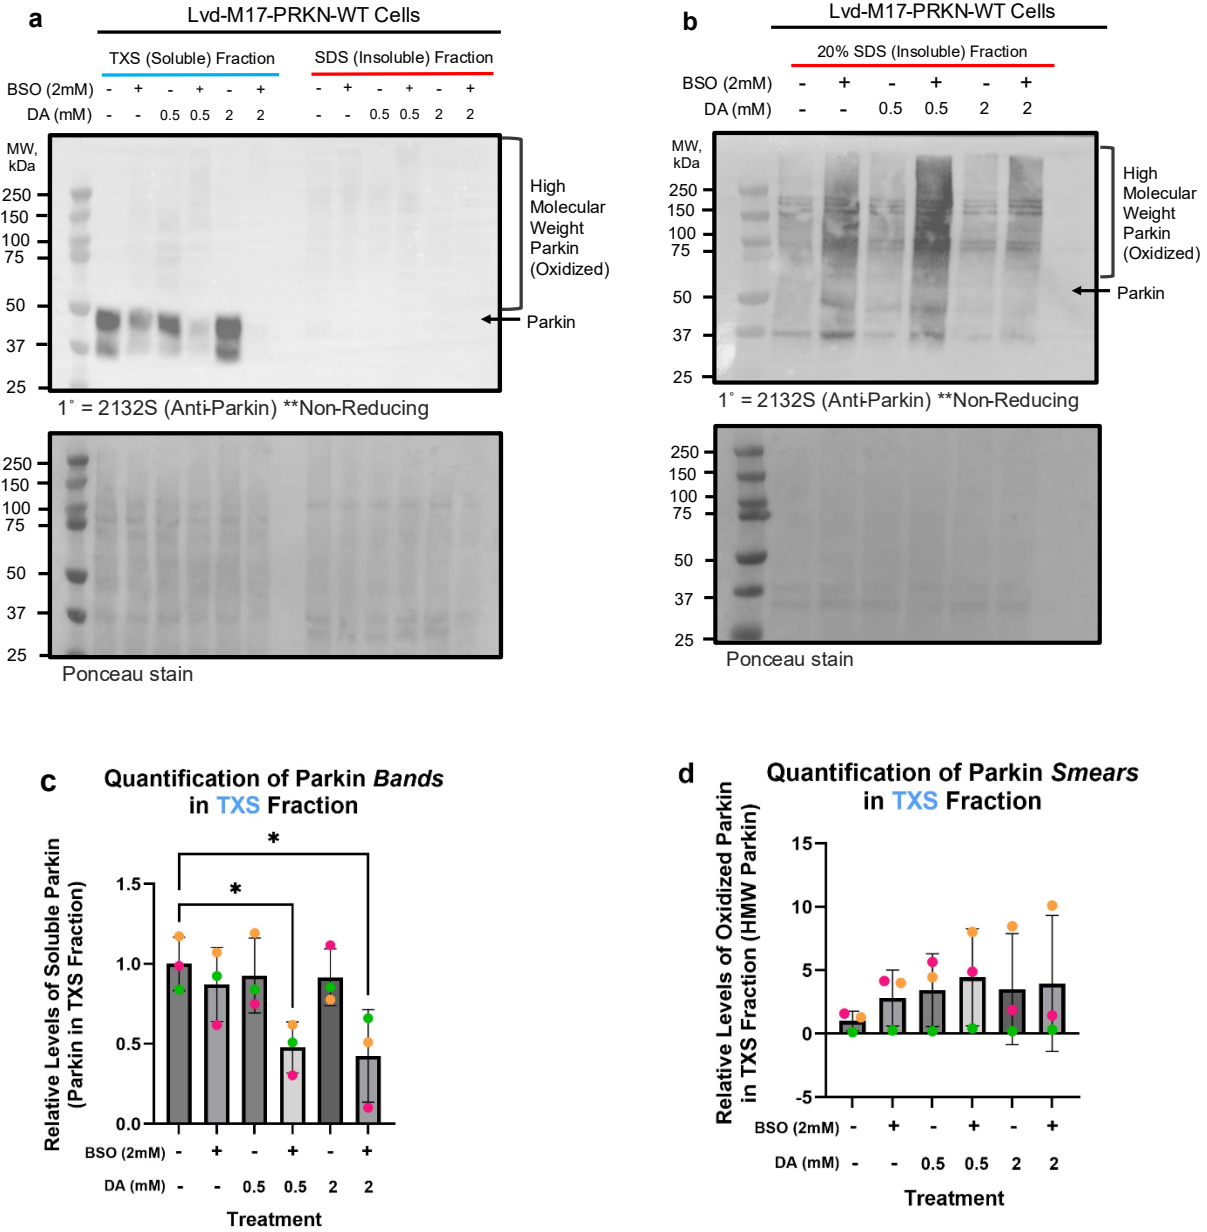 a
Lvd-M17-PRKN-WT Cells
TXS (Soluble) Fraction SDS (Insoluble) Fraction
BSO (2mM) - + - + - + - + - + - +
DA (mM) - - 0.5 0.5 2 2 - - 0.5 0.5 2 2
MW,
kDa
250
150
100
75
50
37
25
High
Molecular
Weight
Parkin
(Oxidized)
Parkin
1˚ = 2132S (Anti-Parkin) **Non-Reducing
250
150
100
75
50
37
25
Ponceau stain
b
Lvd-M17-PRKN-WT Cells
20% SDS (Insoluble) Fraction
BSO (2mM) - + - + - +
DA (mM) - - 0.5 0.5 2 2
MW,
kDa
250
150
100
75
50
37
25
High
Molecular
Weight
Parkin
(Oxidized)
Parkin
1˚ = 2132S (Anti-Parkin) **Non-Reducing
250
150
100
75
50
37
25
Ponceau stain
c
Quantification of Parkin Bands
in TXS Fraction
Relative Levels of Soluble Parkin
(Parkin in TXS Fraction)
1.5
1.0
0.5
0.0
*
*
BSO (2mM) - + - + - +
DA (mM) - - 0.5 0.5 2 2
Treatment
d
Quantification of Parkin Smears
in TXS Fraction
Relative Levels of Oxidized Parkin
in TXS Fraction (HMW Parkin)
15
10
5
0
-5
BSO (2mM) - + - + - +
DA (mM) - - 0.5 0.5 2 2
Treatment